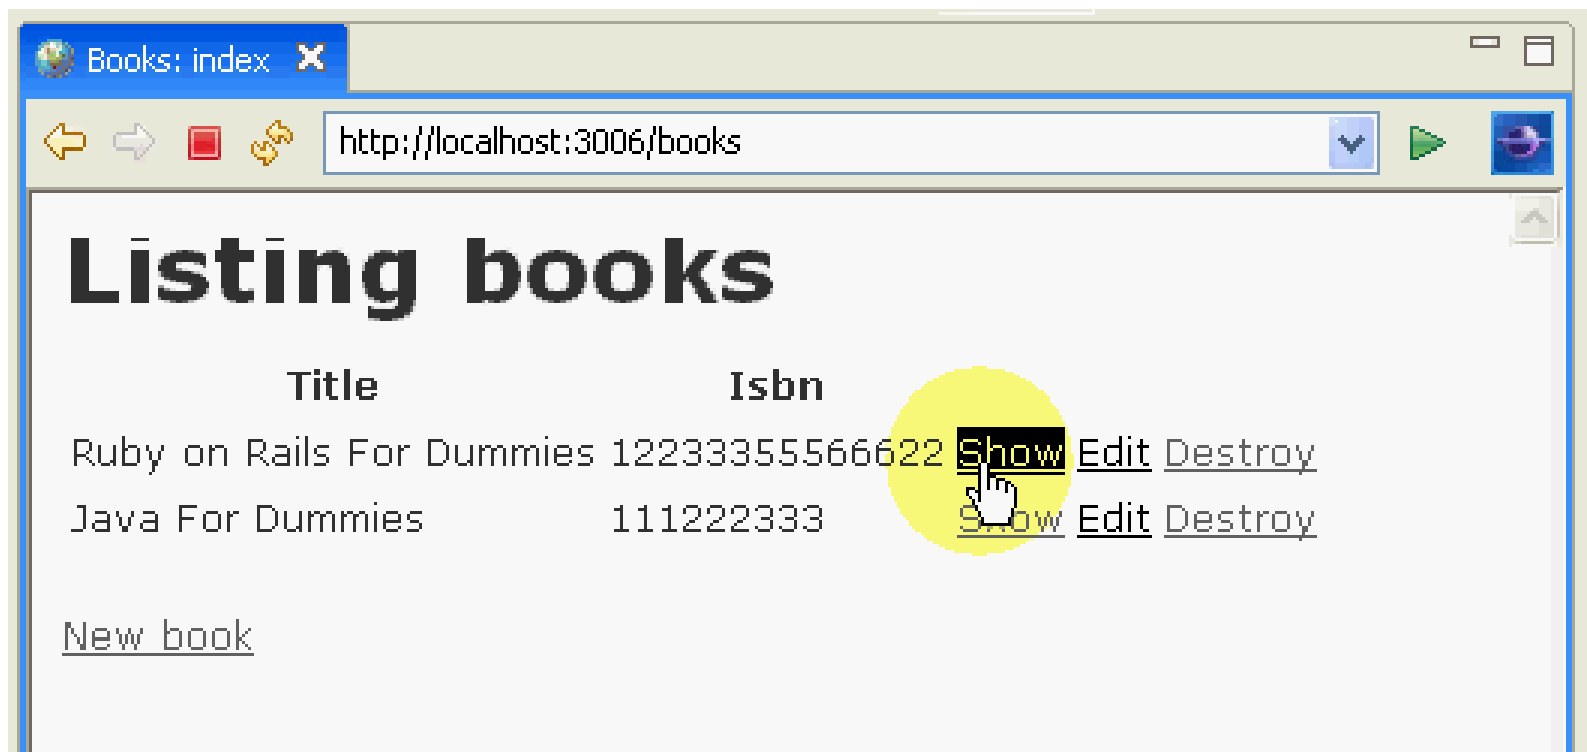 Books: index
http://localhost:3006/books
Listing books
Title Isbn
Ruby on Rails For Dummies 12233355566622 Show Edit Destroy
Java For Dummies 111222333 Show Edit Destroy
New book